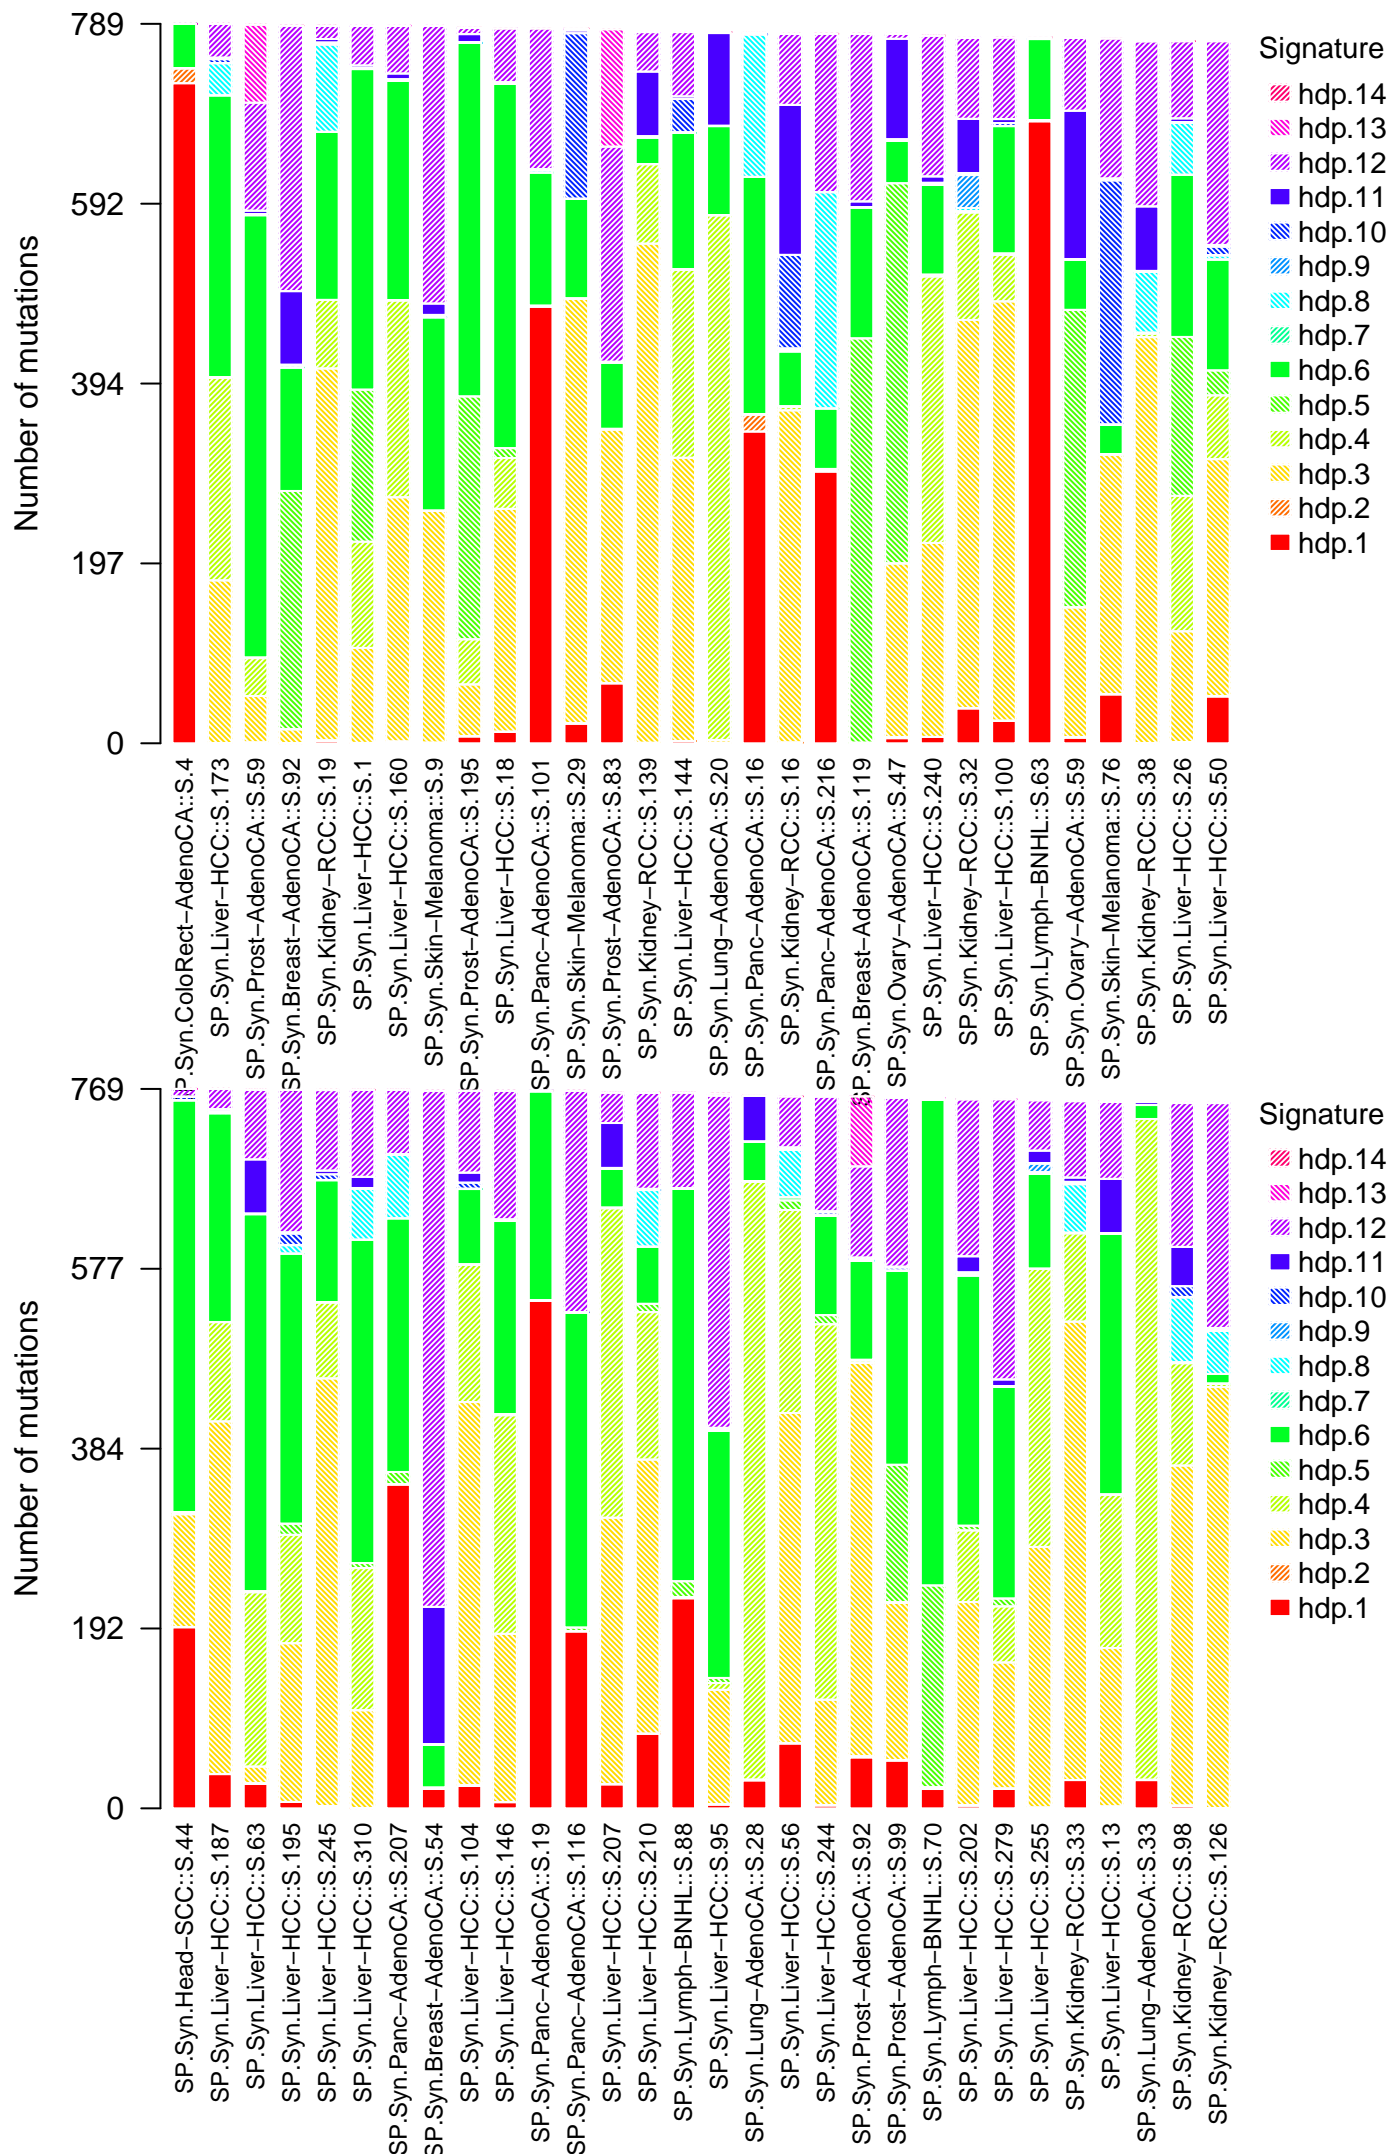 Number of mutations
789
592
394
197
0
Signature
hdp.14
hdp.13
hdp.12
hdp.11
hdp.10
hdp.9
hdp.8
hdp.7
hdp.6
hdp.5
hdp.4
hdp.3
hdp.2
hdp.1
P.Syn.ColoRect−AdenoCA::S.4
SP.Syn.Liver−HCC::S.173
SP.Syn.Prost−AdenoCA::S.59
SP.Syn.Breast−AdenoCA::S.92
SP.Syn.Kidney−RCC::S.19
SP.Syn.Liver−HCC::S.1
SP.Syn.Liver−HCC::S.160
SP.Syn.Skin−Melanoma::S.9
SP.Syn.Prost−AdenoCA::S.195
SP.Syn.Liver−HCC::S.18
SP.Syn.Panc−AdenoCA::S.101
SP.Syn.Skin−Melanoma::S.29
SP.Syn.Prost−AdenoCA::S.83
SP.Syn.Kidney−RCC::S.139
SP.Syn.Liver−HCC::S.144
SP.Syn.Lung−AdenoCA::S.20
SP.Syn.Panc−AdenoCA::S.16
SP.Syn.Kidney−RCC::S.16
SP.Syn.Panc−AdenoCA::S.216
SP.Syn.Breast−AdenoCA::S.119
SP.Syn.Ovary−AdenoCA::S.47
SP.Syn.Liver−HCC::S.240
SP.Syn.Kidney−RCC::S.32
SP.Syn.Liver−HCC::S.100
SP.Syn.Lymph−BNHL::S.63
SP.Syn.Ovary−AdenoCA::S.59
SP.Syn.Skin−Melanoma::S.76
SP.Syn.Kidney−RCC::S.38
SP.Syn.Liver−HCC::S.26
SP.Syn.Liver−HCC::S.50
Number of mutations
769
577
384
192
0
Signature
hdp.14
hdp.13
hdp.12
hdp.11
hdp.10
hdp.9
hdp.8
hdp.7
hdp.6
hdp.5
hdp.4
hdp.3
hdp.2
hdp.1
SP.Syn.Head−SCC::S.44
SP.Syn.Liver−HCC::S.187
SP.Syn.Liver−HCC::S.63
SP.Syn.Liver−HCC::S.195
SP.Syn.Liver−HCC::S.245
SP.Syn.Liver−HCC::S.310
SP.Syn.Panc−AdenoCA::S.207
SP.Syn.Breast−AdenoCA::S.54
SP.Syn.Liver−HCC::S.104
SP.Syn.Liver−HCC::S.146
SP.Syn.Panc−AdenoCA::S.19
SP.Syn.Panc−AdenoCA::S.116
SP.Syn.Liver−HCC::S.207
SP.Syn.Liver−HCC::S.210
SP.Syn.Lymph−BNHL::S.88
SP.Syn.Liver−HCC::S.95
SP.Syn.Lung−AdenoCA::S.28
SP.Syn.Liver−HCC::S.56
SP.Syn.Liver−HCC::S.244
SP.Syn.Prost−AdenoCA::S.92
SP.Syn.Prost−AdenoCA::S.99
SP.Syn.Lymph−BNHL::S.70
SP.Syn.Liver−HCC::S.202
SP.Syn.Liver−HCC::S.279
SP.Syn.Liver−HCC::S.255
SP.Syn.Kidney−RCC::S.33
SP.Syn.Liver−HCC::S.13
SP.Syn.Lung−AdenoCA::S.33
SP.Syn.Kidney−RCC::S.98
SP.Syn.Kidney−RCC::S.126